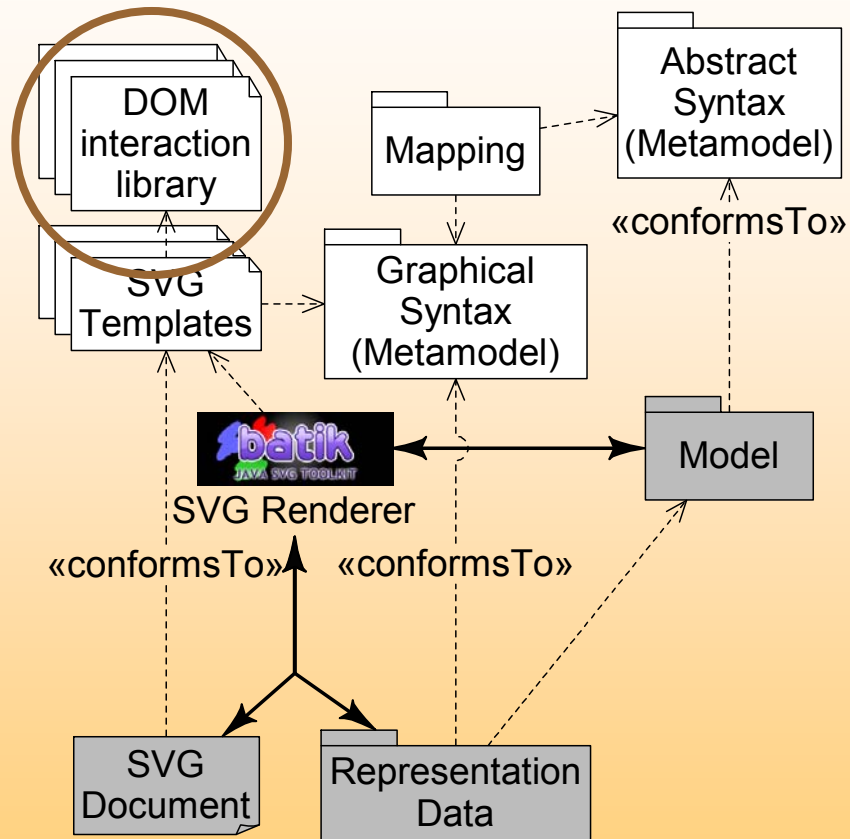 DOM
interaction
library
Abstract
Syntax
(Metamodel)
Mapping
«conformsTo»
SVG
Templates
Graphical
Syntax
(Metamodel)
batik
JAVA SVG TOOLKIT
SVG Renderer
Model
«conformsTo»
«conformsTo»
SVG
Document
Representation
Data